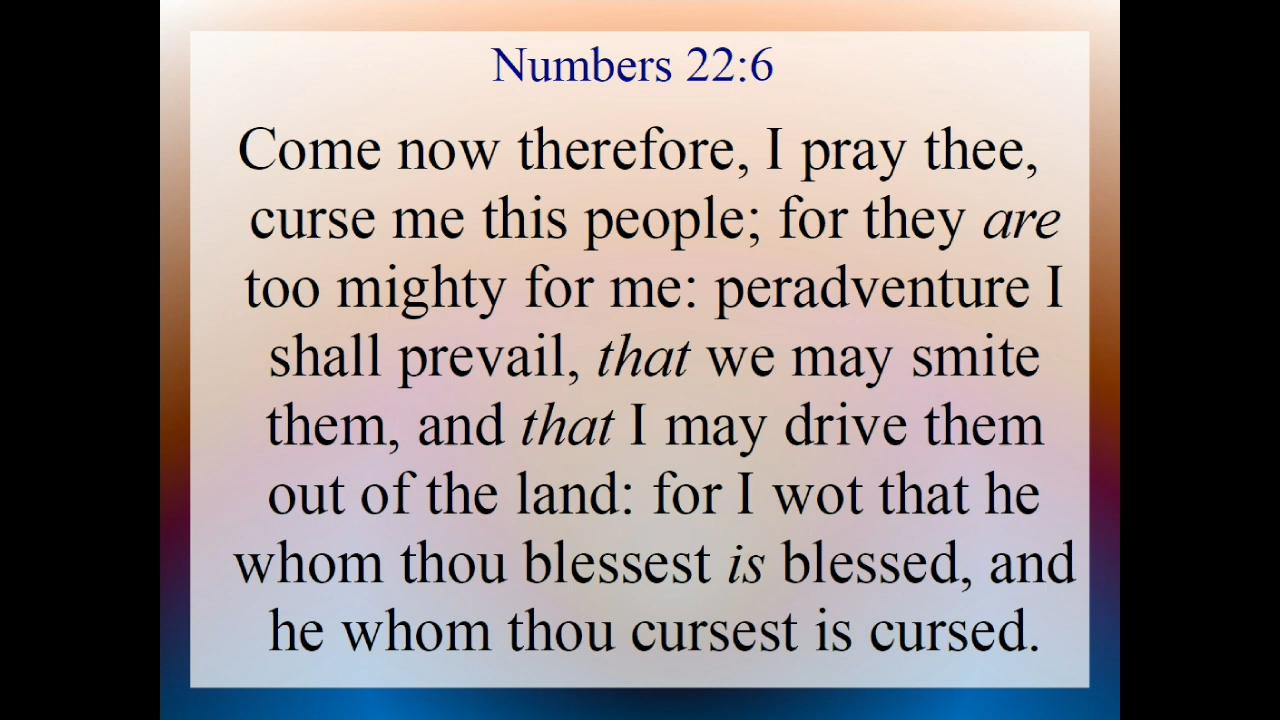 Numbers 22:6
Come now therefore, I pray thee,
curse me this people; for they are
too mighty for me: peradventure I
shall prevail, that we may smite
them, and that I may drive them
out of the land: for I wot that he
whom thou blessest is blessed, and
he whom thou cursest is cursed.